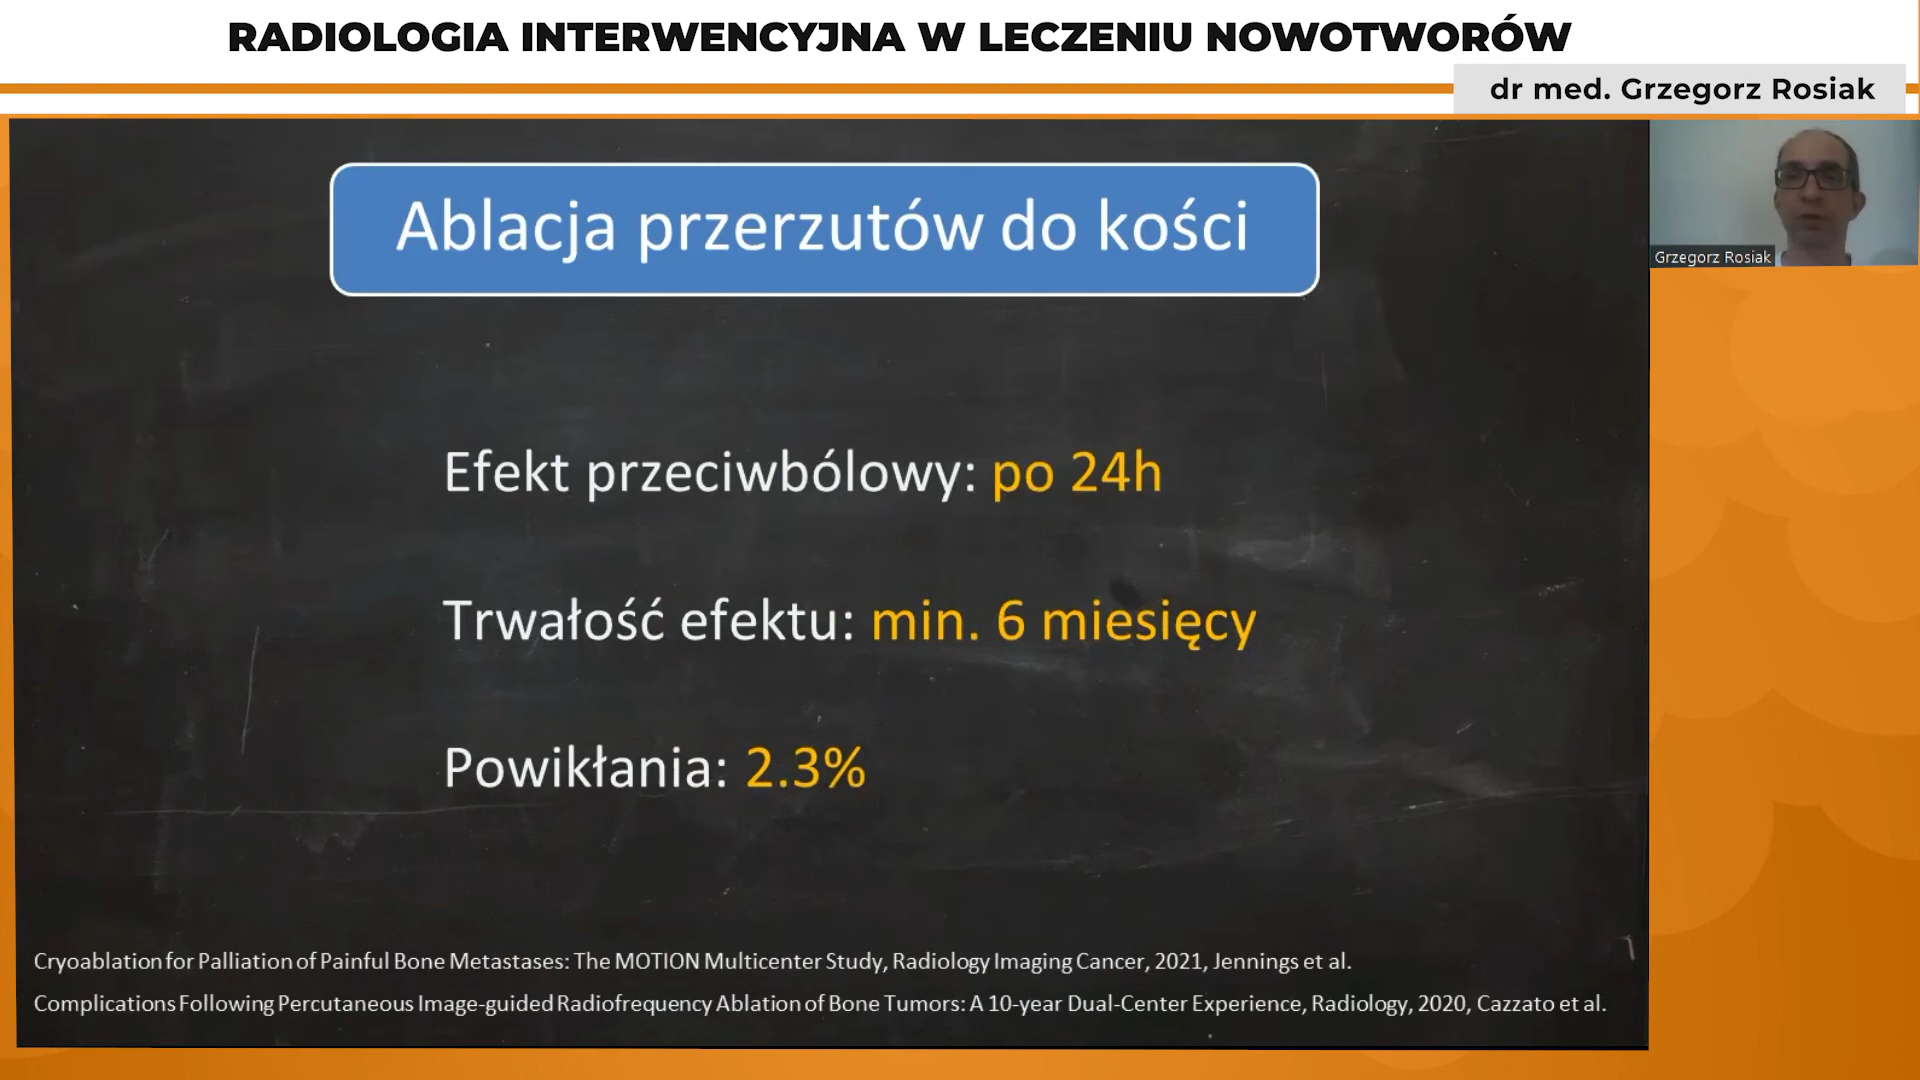 RADIOLOGIA INTERWENCYJNA W LECZENIU NOWOTWORÓW
dr med. Grzegorz Rosiak
Ablacja przerzutów do kości
Grzegorz Rosiak
Efekt przeciwbólowy: po 24h
Trwałość efektu: min. 6 miesięcy
Powikłania: 2.3%
Cryoablation for Palliation of Painful Bone Metastases: The MOTION Multicenter Study, Radiology Imaging Cancer, 2021, Jennings et al.
Complications Following Percutaneous Image-guided Radiofrequency Ablation of Bone Tumors: A 10-year Dual-Center Experience, Radiology, 2020, Cazzato et al.